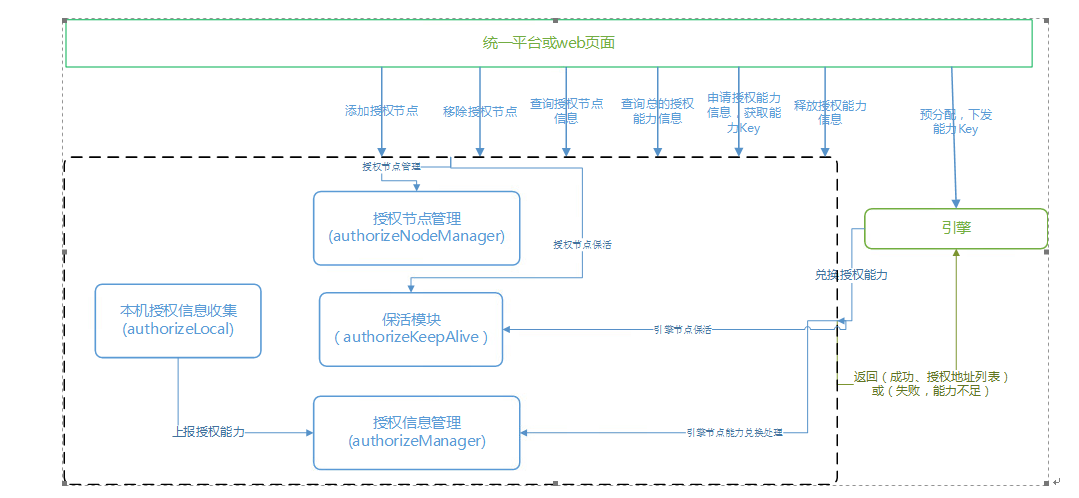 统一平台或web页面
添加授权节点
移除授权节点
查询授权节点
信息
查询总的授权
能力信息
申请授权能力
信息，获取能
力Key
释放授权能力
信息
预分配，下发
能力Key
授权节点管理
授权节点管理
(authorizeNodeManager)
引擎
授权节点保活
兑换授权能力
本机授权信息收集
(authorizeLocal)
保活模块
（authorizeKeepAlive）
引擎节点保活
返回（成功、授权地址列表）
或（失败，能力不足）
授权信息管理
(authorizeManager)
上报授权能力
引擎节点能力兑换处理